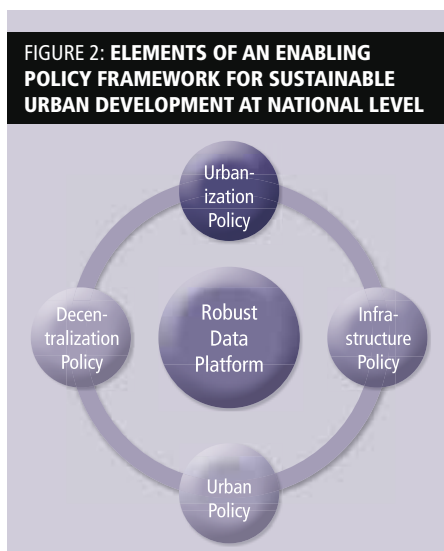 FIGURE 2: ELEMENTS OF AN ENABLING
POLICY FRAMEWORK FOR SUSTAINABLE
URBAN DEVELOPMENT AT NATIONAL LEVEL
Urban-
ization
Policy
Decen-
tralization
Policy
Robust
Data
Platform
Infra-
structure
Policy
Urban
Policy